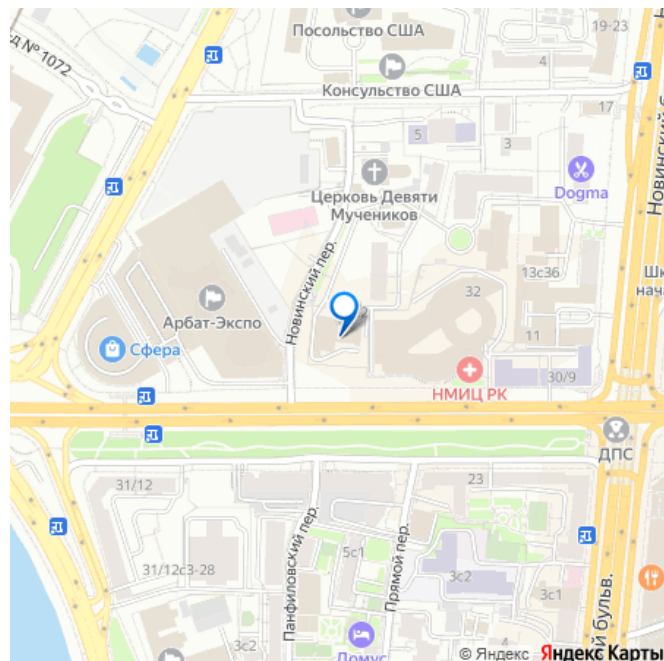 Посольство США
19-23
д № 1072
4
Консульство США
17
5
3
Церковь Девяти
Мучеников
Dogma
Новинский б
Новинский пер.
13с36
32
Арбат-Экспо
11
Сфера
30/9
НМИЦ РК
ДПС
31/12
23
Панфиловский пер.
Прямой пер.
5с1
31/12с3-28
3с2
3с1
3с2
4
Домус
й бульв.
© Яндекс Яндекс Карты